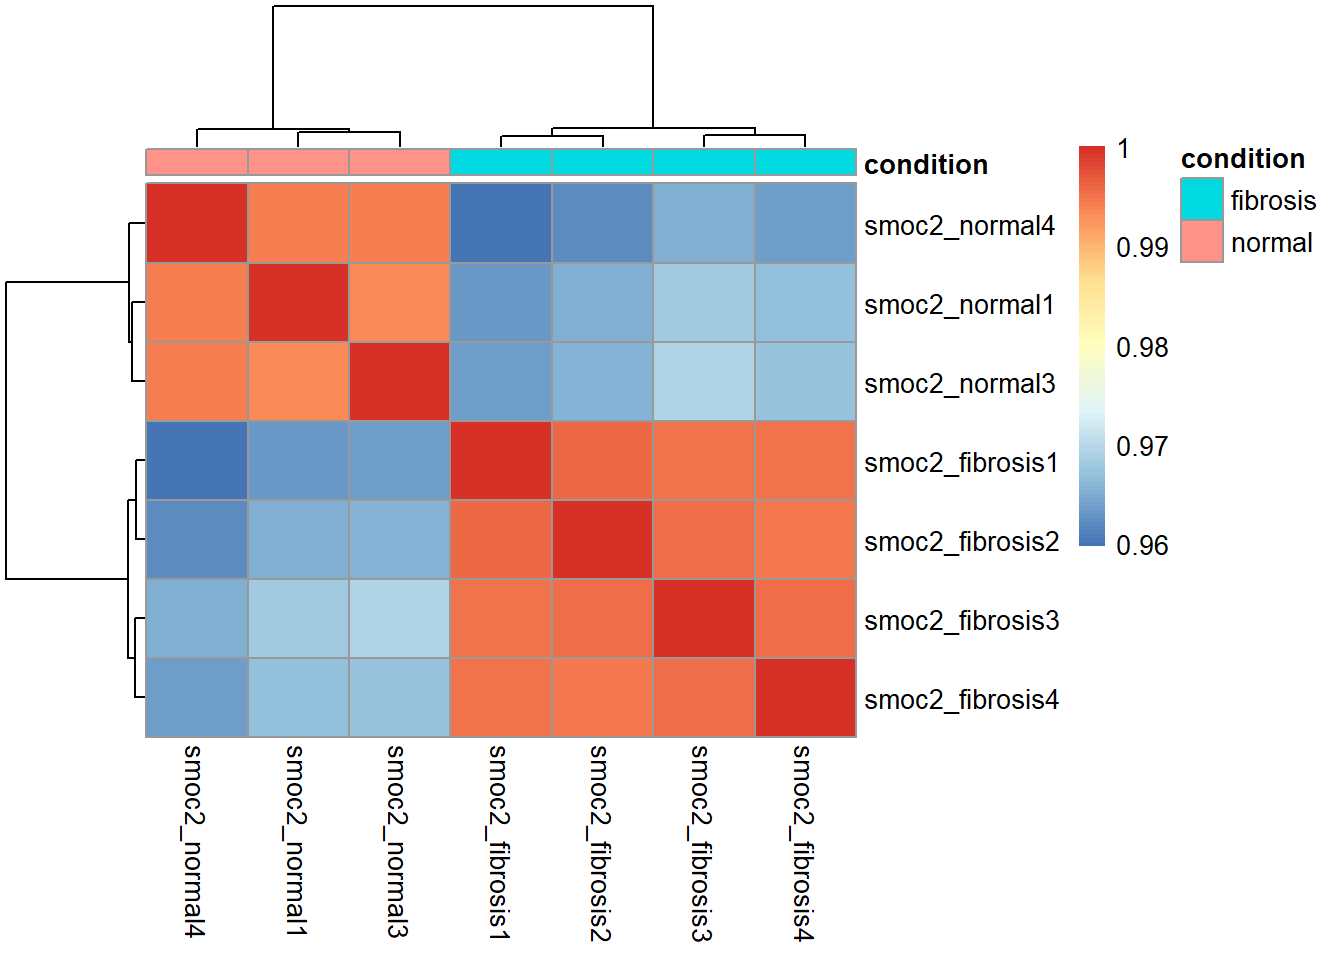 condition
smoc2_normal4
smoc2_normal1
smoc2_normal3
smoc2_fibrosis1
smoc2_fibrosis2
smoc2_fibrosis3
smoc2_fibrosis4
1
0.99
0.98
0.97
0.96
condition
fibrosis
normal
smoc2_normal4
smoc2_normal1
smoc2_normal3
smoc2_fibrosis1
smoc2_fibrosis2
smoc2_fibrosis3
smoc2_fibrosis4